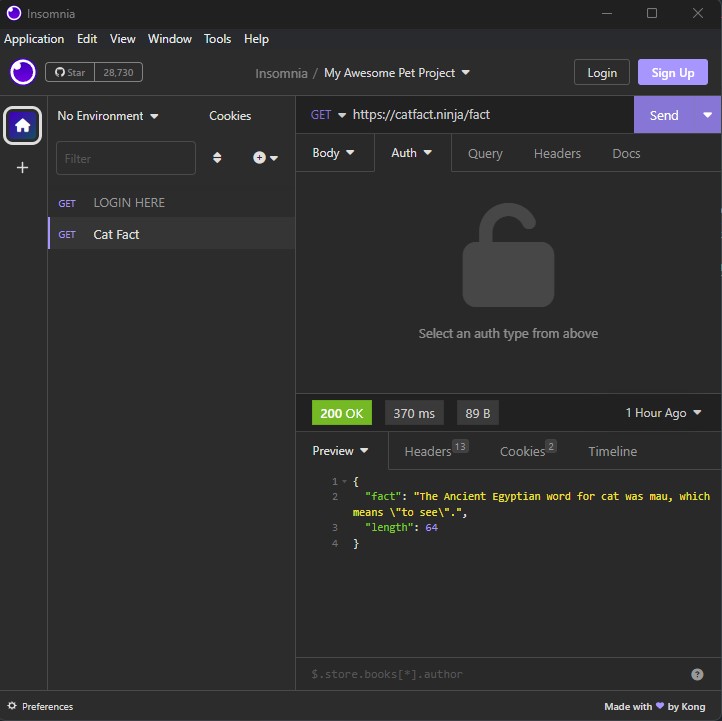 Insomnia
Application Edit View Window Tools Help
Star 28,730
Insomnia / My Awesome Pet Project
Login
Sign Up
No Environment
Cookies
Filter
GET LOGIN HERE
GET Cat Fact
GET https://catfact.ninja/fact
Send
Body Auth Query Headers Docs
Select an auth type from above
200 OK 370 ms 89 B 1 Hour Ago
Preview Headers 13 Cookies 2 Timeline
1 {
2 "fact": "The Ancient Egyptian word for cat was mau, which
means \"to see\".",
3 "length": 64
4 }
$.store.books[*].author
?
Preferences
Made with by Kong